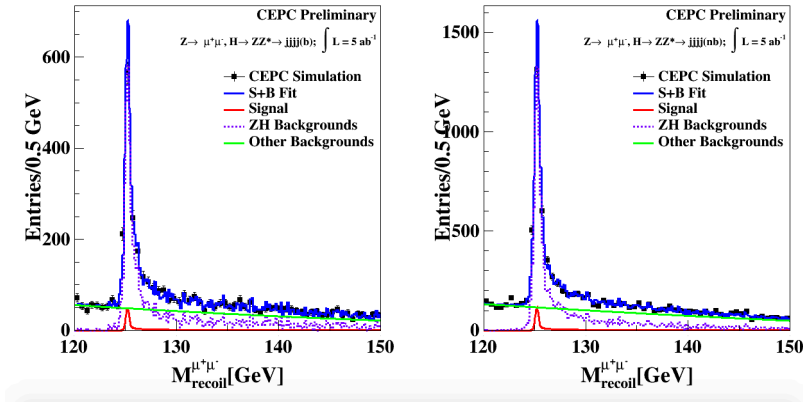 CEPC Preliminary
Z→ μ⁺μ⁻, H→ ZZ*→ jjjj(b); ∫ L = 5 ab⁻¹
CEPC Simulation
S+B Fit
Signal
ZH Backgrounds
Other Backgrounds
Entries/0.5 GeV
600
400
200
0
120
130
140
150
M^μ⁺μ⁻_recoil[GeV]
CEPC Preliminary
Z→ μ⁺μ⁻, H→ ZZ*→ jjjj(nb); ∫ L = 5 ab⁻¹
CEPC Simulation
S+B Fit
Signal
ZH Backgrounds
Other Backgrounds
Entries/0.5 GeV
1500
1000
500
0
120
130
140
150
M^μ⁺μ⁻_recoil[GeV]